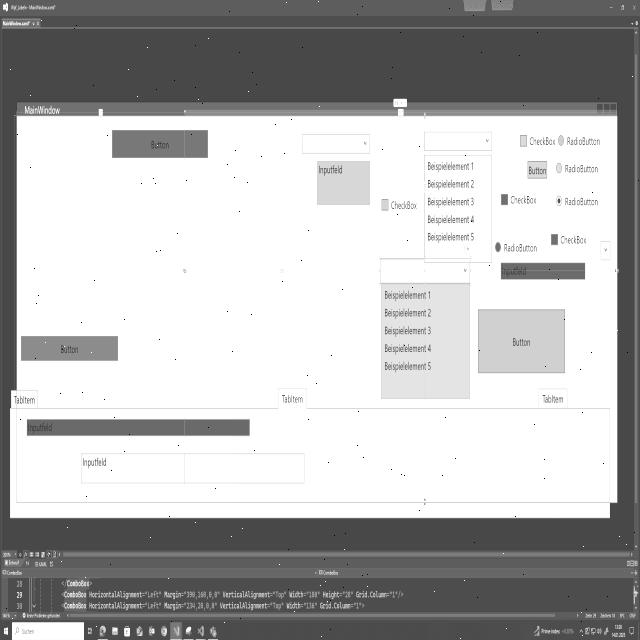 MainWindow.xaml*
MainWindow
Button
CheckBox
RadioButton
Inputfeld
Beispielelement 1
Beispielelement 2
Beispielelement 3
Beispielelement 4
Beispielelement 5
Button
RadioButton
CheckBox
CheckBox
RadioButton
RadioButton
CheckBox
Inputfeld
Beispielelement 1
Beispielelement 2
Beispielelement 3
Beispielelement 4
Beispielelement 5
Button
Button
TabItem
TabItem
TabItem
Inputfeld
Inputfeld
28 </ComboBox>
29 <ComboBox HorizontalAlignment="Left" Margin="390,160,0,0" VerticalAlignment="Top" Width="180" Height="20" Grid.Column="1"/>
30 <ComboBox HorizontalAlignment="Left" Margin="234,20,0,0" VerticalAlignment="Top" Width="136" Grid.Column="1">
Suchen